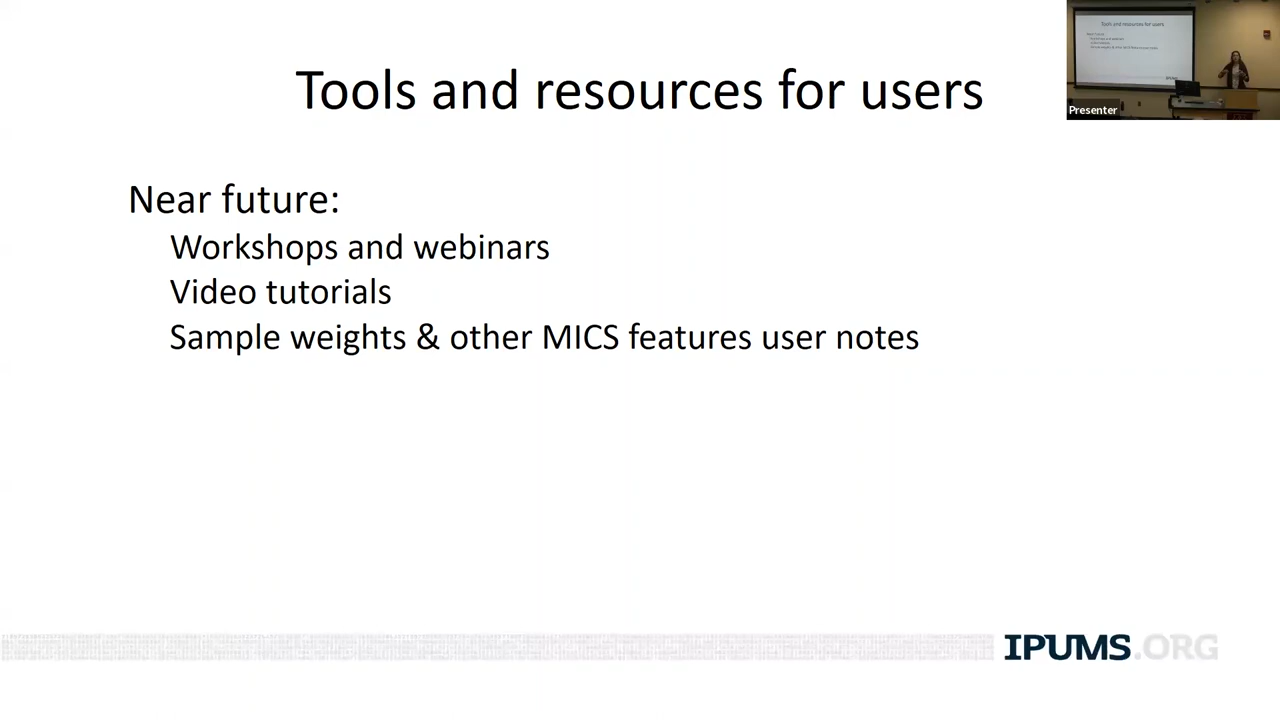 Tools and resources for users
Presenter
Near future:
Workshops and webinars
Video tutorials
Sample weights & other MICS features user notes
IPUMS.ORG